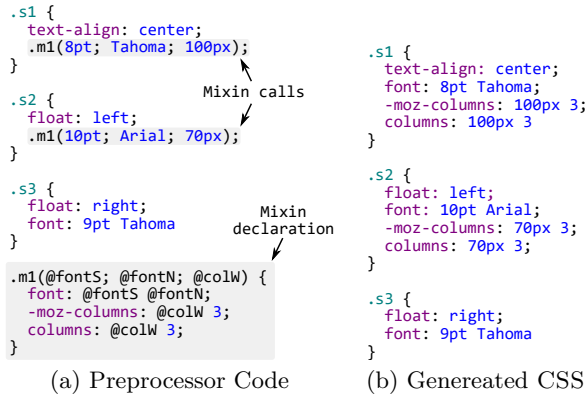 .s1 {
text-align: center;
.m1(8pt; Tahoma; 100px);
}
Mixin calls
.s2 {
float: left;
.m1(10pt; Arial; 70px);
}
.s3 {
float: right;
font: 9pt Tahoma
}
Mixin
declaration
.m1(@fontS; @fontN; @colW) {
font: @fontS @fontN;
-moz-columns: @colW 3;
columns: @colW 3;
}
(a) Preprocessor Code
.s1 {
text-align: center;
font: 8pt Tahoma;
-moz-columns: 100px 3;
columns: 100px 3
}
.s2 {
float: left;
font: 10pt Arial;
-moz-columns: 70px 3;
columns: 70px 3;
}
.s3 {
float: right;
font: 9pt Tahoma
}
(b) Genereated CSS